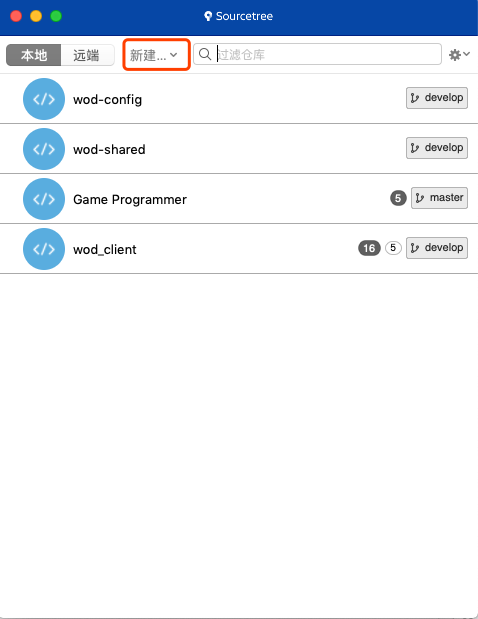 Sourcetree
本地 远端 新建... 过滤仓库
</> wod-config develop
</> wod-shared develop
</> Game Programmer 5 master
</> wod_client 16 5 develop